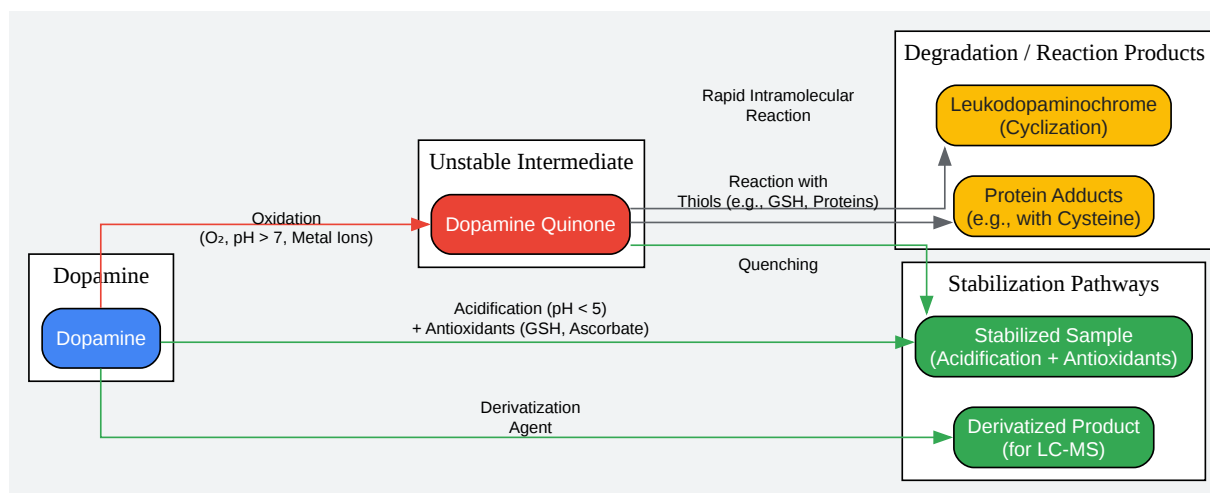 Degradation / Reaction Products
Leukodopaminochrome
(Cyclization)
Rapid Intramolecular
Reaction
Unstable Intermediate
Dopamine Quinone
Reaction with
Thiols (e.g., GSH, Proteins)
Protein Adducts
(e.g., with Cysteine)
Oxidation
(O₂, pH > 7, Metal Ions)
Quenching
Dopamine
Dopamine
Acidification (pH < 5)
+ Antioxidants (GSH, Ascorbate)
Stabilization Pathways
Stabilized Sample
(Acidification + Antioxidants)
Derivatization
Agent
Derivatized Product
(for LC-MS)